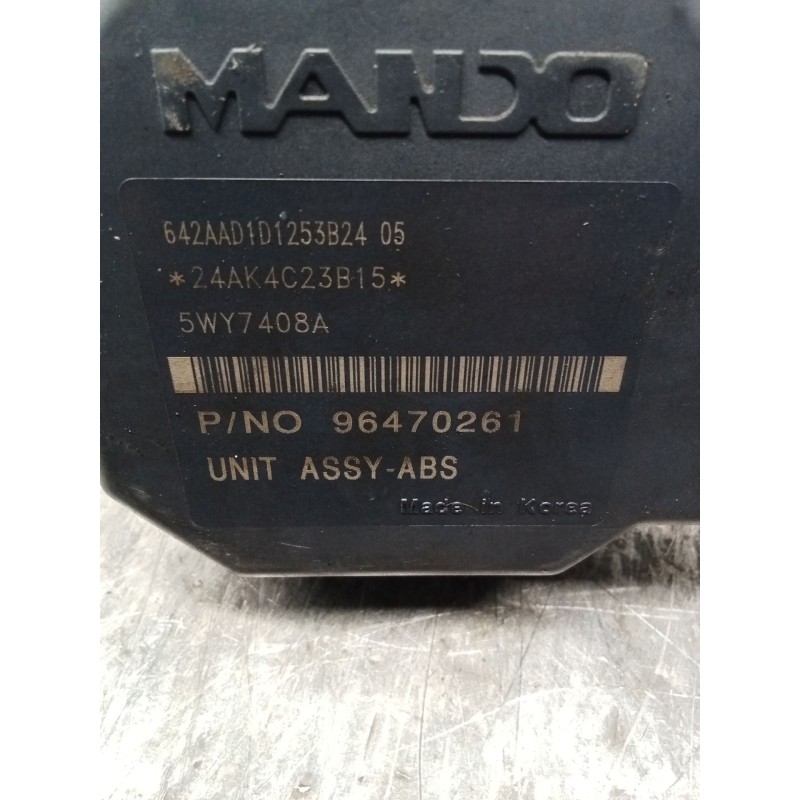 MANDO
642AAD1D1253B24 05
*24AK4C23B15*
5WY7408A
P/NO 96470261
UNIT ASSY-ABS
Made in Korea